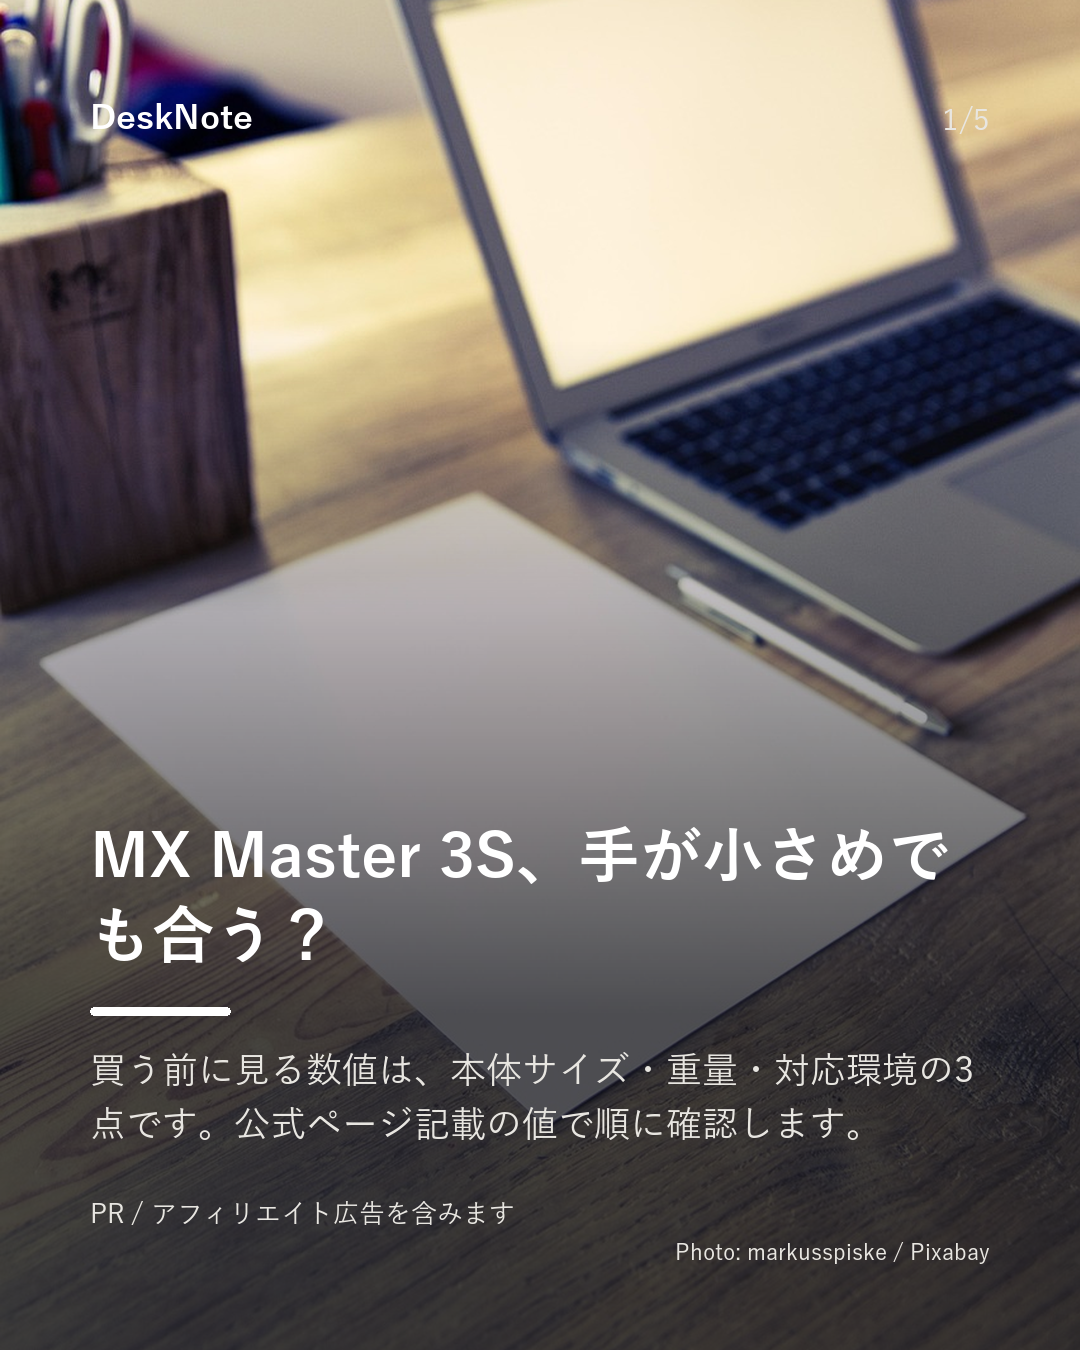 DeskNote
1/5
MX Master 3S、手が小さめで
も合う？
買う前に見る数値は、本体サイズ・重量・対応環境の3
点です。公式ページ記載の値で順に確認します。
PR / アフィリエイト広告を含みます
Photo: markusspiske / Pixabay